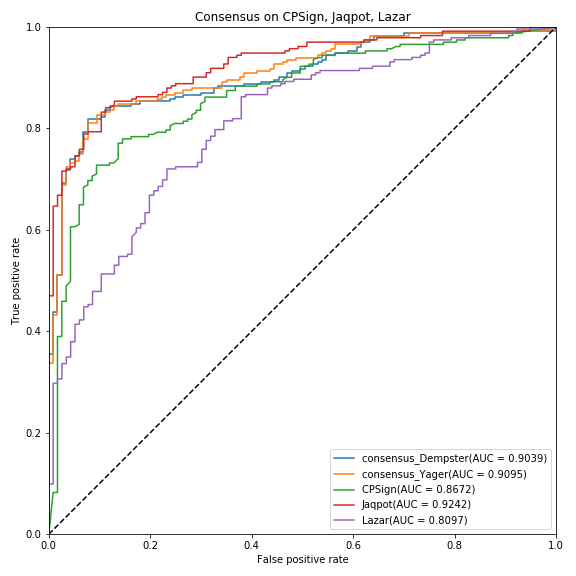 Consensus on CPSign, Jaqpot, Lazar
1.0
0.8
0.6
0.4
0.2
0.0
True positive rate
0.0 0.2 0.4 0.6 0.8 1.0
False positive rate
consensus_Dempster(AUC = 0.9039)
consensus_Yager(AUC = 0.9095)
CPSign(AUC = 0.8672)
Jaqpot(AUC = 0.9242)
Lazar(AUC = 0.8097)